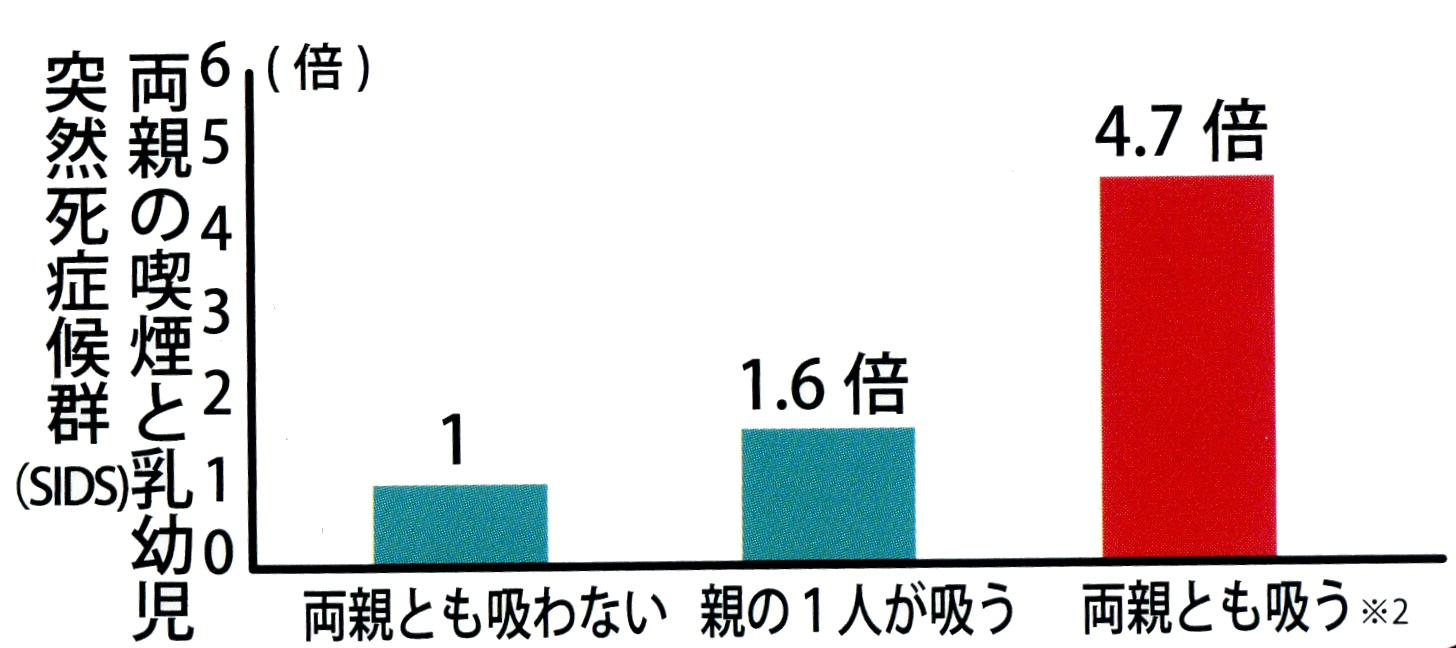 両親の喫煙と乳幼児
突然死症候群
(SIDS)
(倍)
6
5
4
3
2
1
0
1
1.6 倍
4.7 倍
両親とも吸わない
親の1人が吸う
両親とも吸う※2